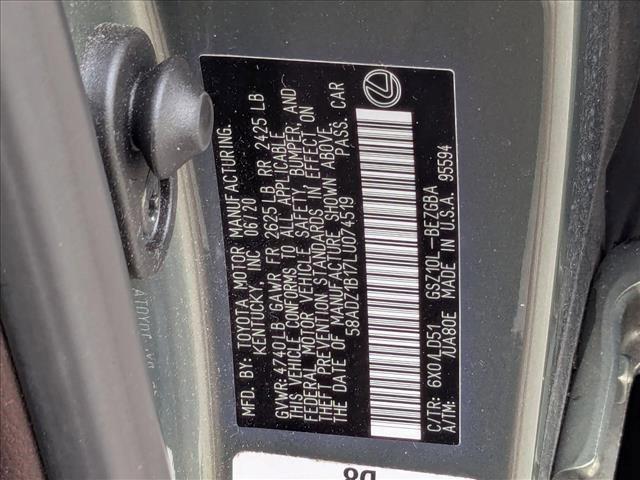 MFD. BY: TOYOTA MOTOR MANUFACTURING.
KENTUCKY, INC 06/20
GVWR: 4740LB GAWR FR 2625 LB RR 2425 LB
THIS VEHICLE CONFORMS TO ALL APPLICABLE
FEDERAL MOTOR VEHICLE SAFETY, BUMPER, AND
THEFT PREVENTION STANDARDS IN EFFECT ON
THE DATE OF MANUFACTURE SHOWN ABOVE.
58ADZ1B17LU074519 PASS. CAR
C/TR: 6X0/LD51 GSZ10L-BEZGBA
A/TM: /UA80E MADE IN U.S.A. 95594